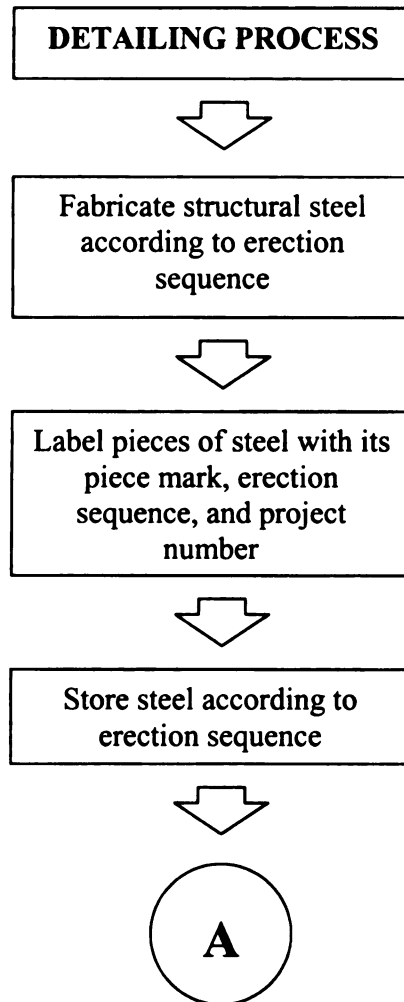 DETAILING PROCESS
Fabricate structural steel
according to erection
sequence
Label pieces of steel with its
piece mark, erection
sequence, and project
number
Store steel according to
erection sequence
A